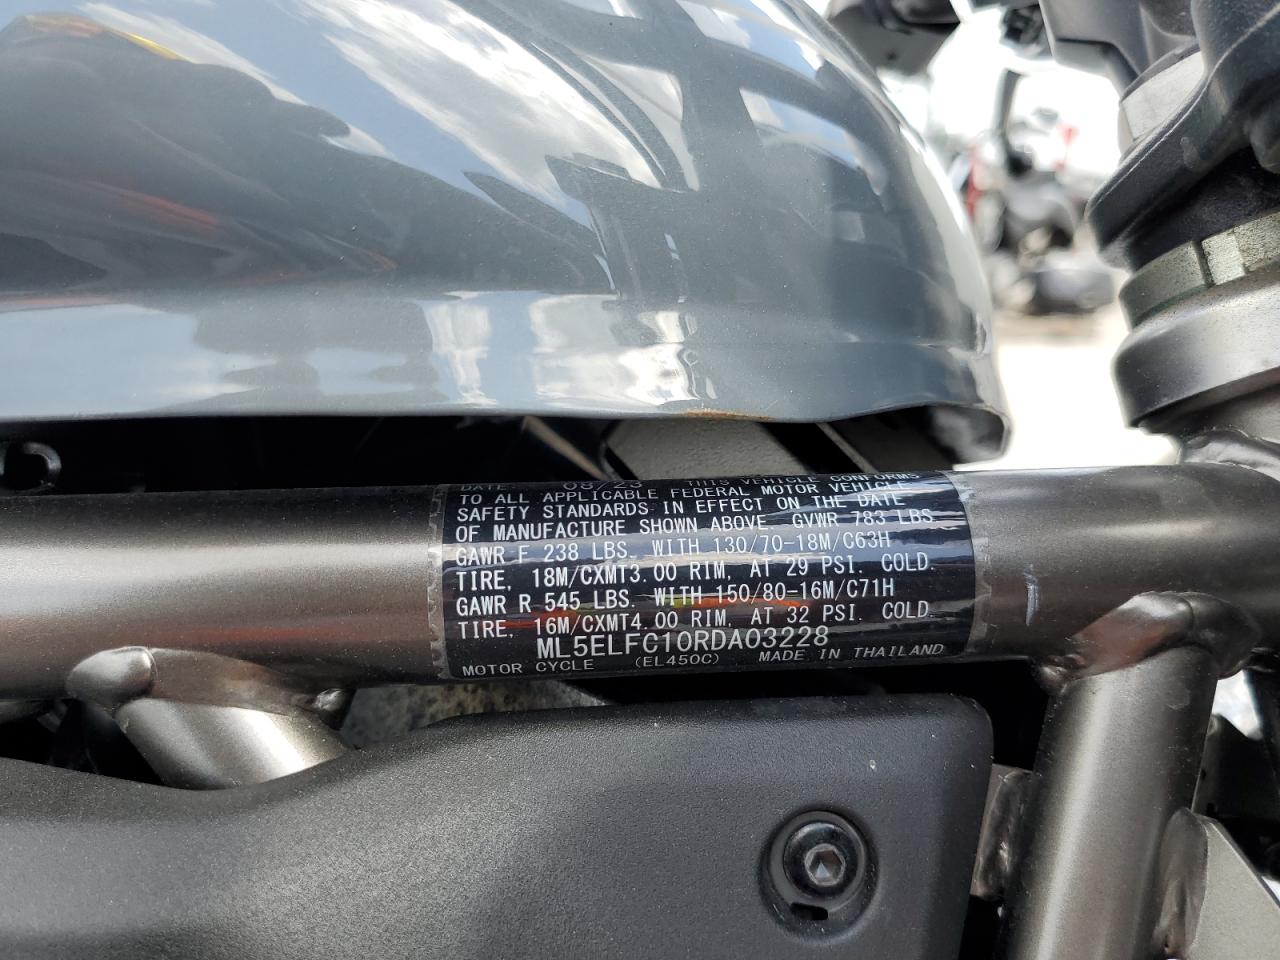 DATE 08/23 THIS VEHICLE CONFORMS
TO ALL APPLICABLE FEDERAL MOTOR VEHICLE
SAFETY STANDARDS IN EFFECT ON THE DATE
OF MANUFACTURE SHOWN ABOVE. GVWR 783 LBS.
GAWR F 238 LBS. WITH 130/70-18M/C63H
TIRE, 18M/CXMT3.00 RIM, AT 29 PSI. COLD.
GAWR R 545 LBS. WITH 150/80-16M/C71H
TIRE, 16M/CXMT4.00 RIM, AT 32 PSI. COLD.
ML5ELFC10RDA03228
MOTOR CYCLE (EL450C) MADE IN THAILAND